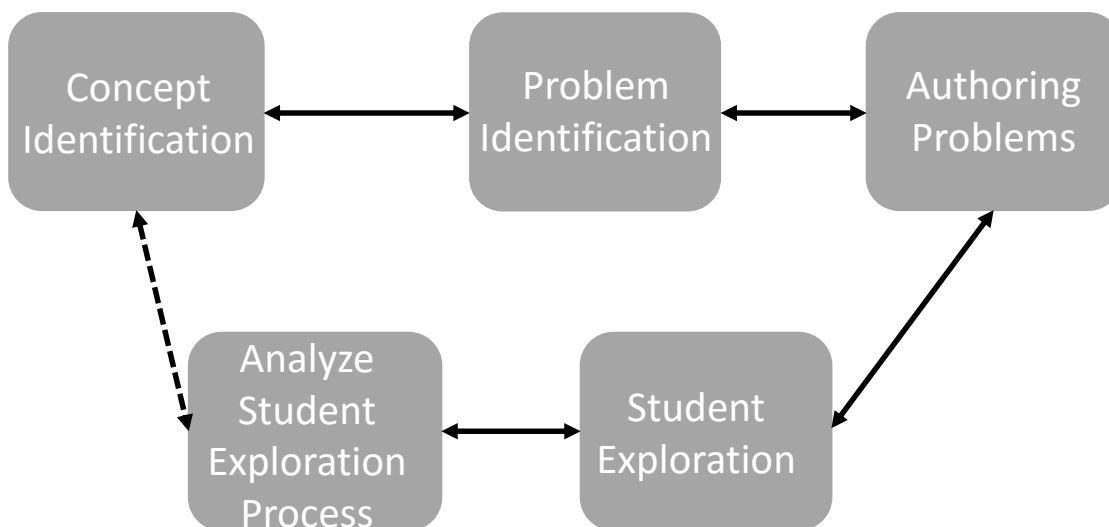 Concept
Identification
Problem
Identification
Authoring
Problems
Analyze
Student
Exploration
Process
Student
Exploration